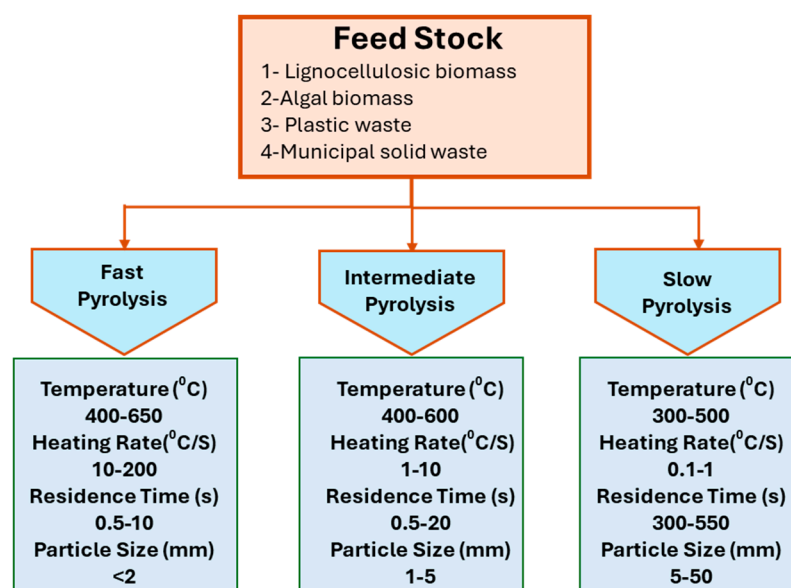 Feed Stock
1- Lignocellulosic biomass
2-Algal biomass
3- Plastic waste
4-Municipal solid waste
Fast
Pyrolysis
Intermediate
Pyrolysis
Slow
Pyrolysis
Temperature (⁰C)
400-650
Heating Rate(⁰C/S)
10-200
Residence Time (s)
0.5-10
Particle Size (mm)
<2
Temperature (⁰C)
400-600
Heating Rate(⁰C/S)
1-10
Residence Time (s)
0.5-20
Particle Size (mm)
1-5
Temperature (⁰C)
300-500
Heating Rate(⁰C/S)
0.1-1
Residence Time (s)
300-550
Particle Size (mm)
5-50